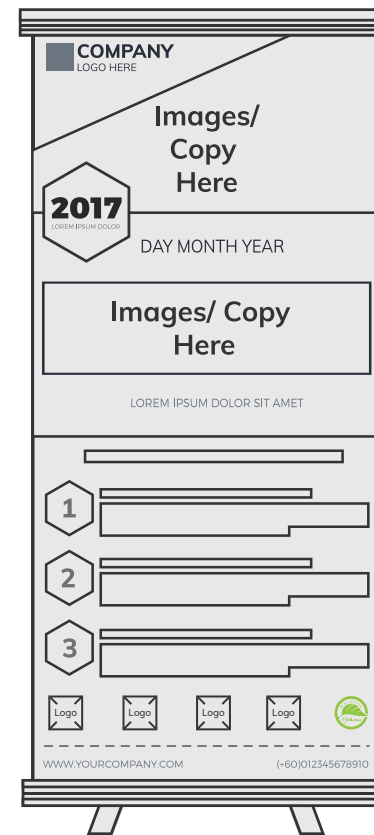 COMPANY
LOGO HERE
Images/
Copy
Here
2017
LOREM IPSUM DOLOR
DAY MONTH YEAR
Images/ Copy
Here
LOREM IPSUM DOLOR SIT AMET
1
2
3
Logo
Logo
Logo
Logo
WWW.YOURCOMPANY.COM
(+60)012345678910